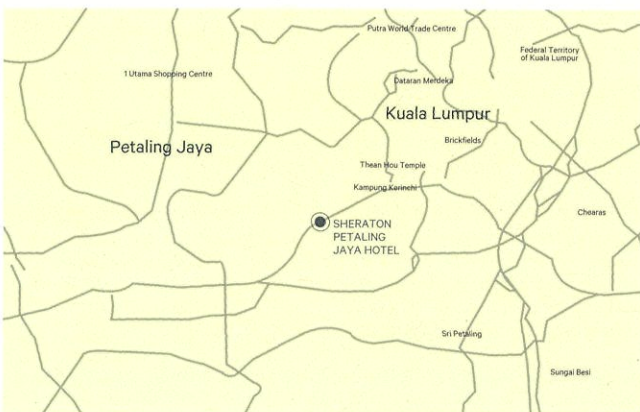 Putra World Trade Centre
Federal Territory
of Kuala Lumpur
1 Utama Shopping Centre
Dataran Merdeka
Kuala Lumpur
Petaling Jaya
Brickfields
Thean Hou Temple
Kampung Kerinchi
Chearas
SHERATON
PETALING
JAYA HOTEL
Sri Petaling
Sungai Besi